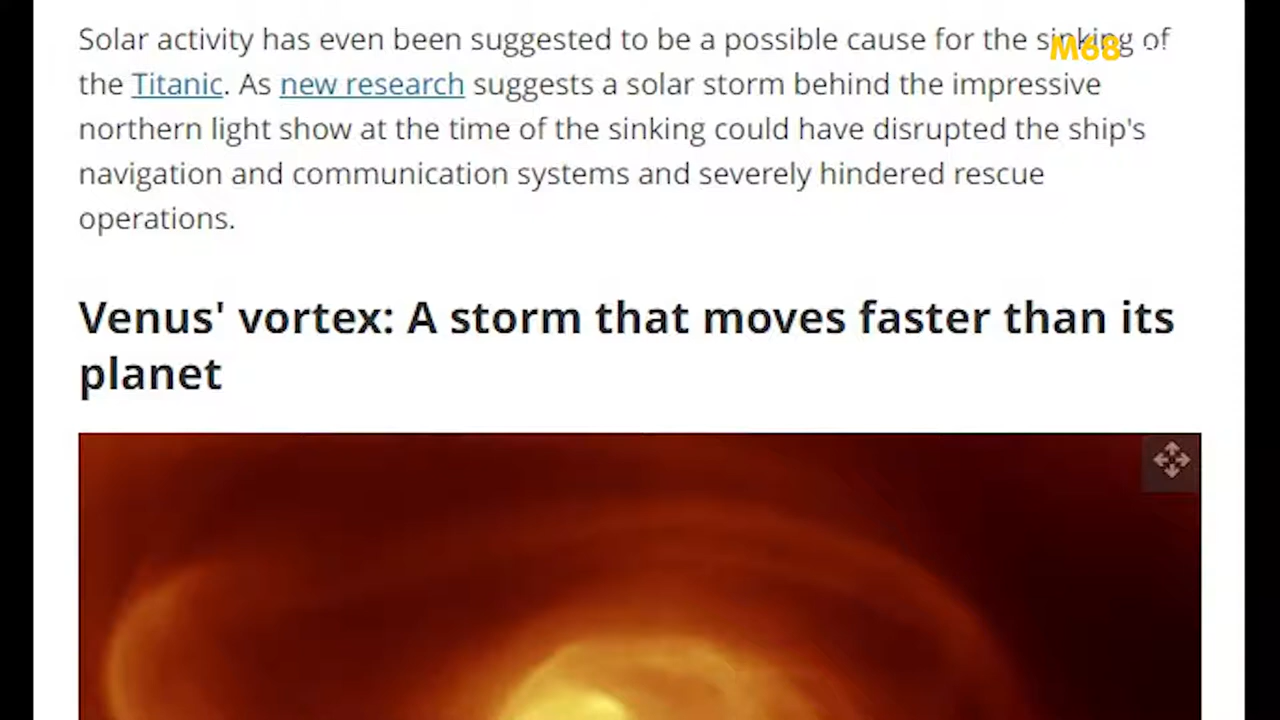 Solar activity has even been suggested to be a possible cause for the sinking of
the Titanic. As new research suggests a solar storm behind the impressive
northern light show at the time of the sinking could have disrupted the ship's
navigation and communication systems and severely hindered rescue
operations.
Venus' vortex: A storm that moves faster than its
planet
M68